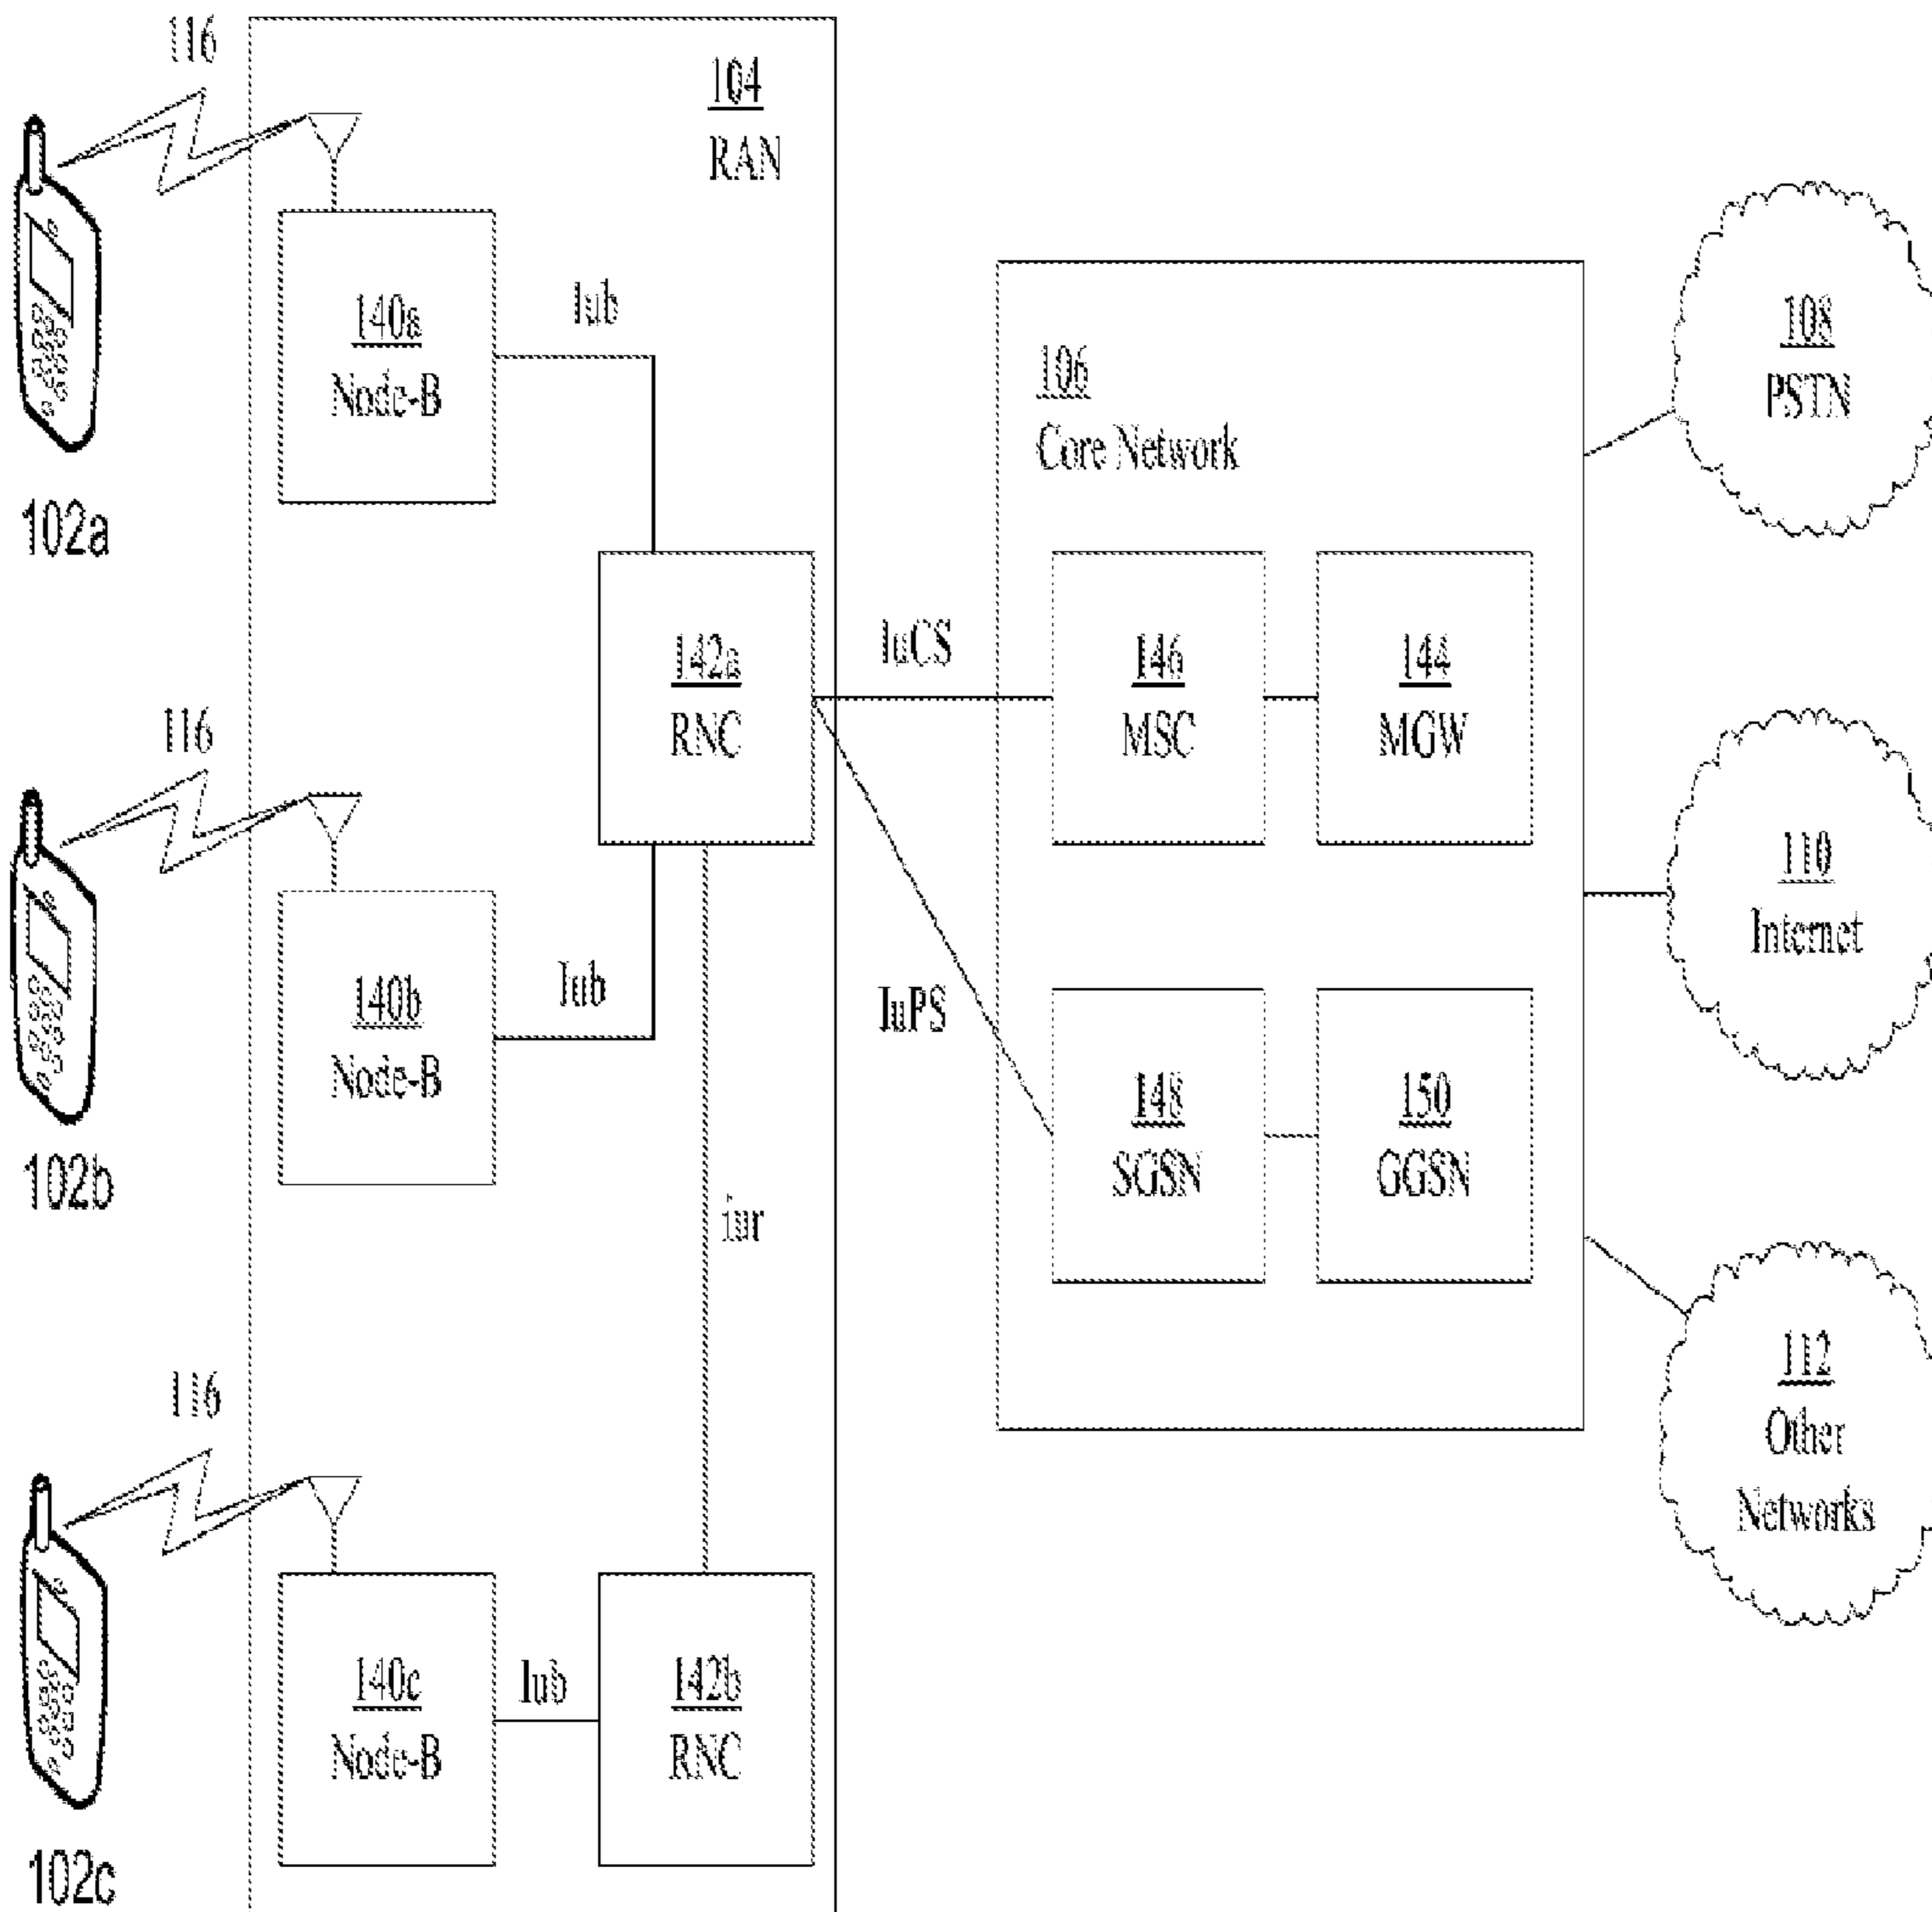 116
104
RAN
140a
Node-B
Iub
102a
106
Core Network
108
PSTN
142a
RNC
IuCS
146
MSC
144
MGW
116
110
Internet
140b
Node-B
Iub
102b
IuPS
148
SGSN
150
GGSN
iur
116
112
Other
Networks
140c
Node-B
Iub
142b
RNC
102c